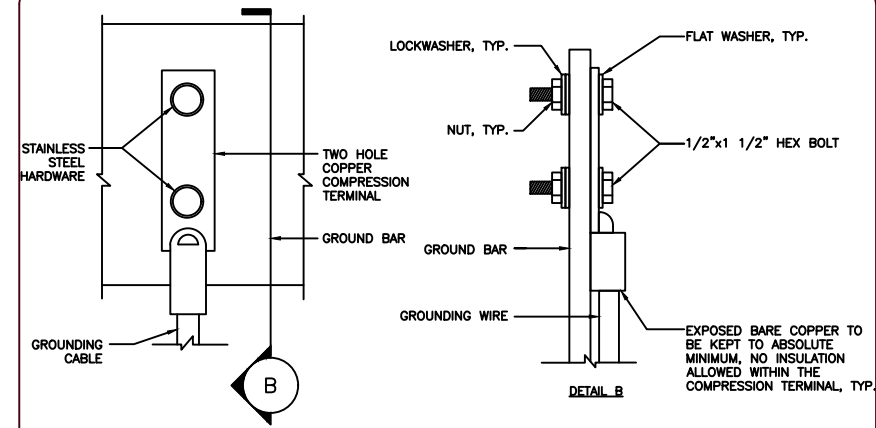 STAINLESS
STEEL
HARDWARE
TWO HOLE
COPPER
COMPRESSION
TERMINAL
GROUND BAR
GROUNDING
CABLE
B
LOCKWASHER, TYP.
FLAT WASHER, TYP.
NUT, TYP.
1/2"x1 1/2" HEX BOLT
GROUND BAR
GROUNDING WIRE
EXPOSED BARE COPPER TO
BE KEPT TO ABSOLUTE
MINIMUM, NO INSULATION
ALLOWED WITHIN THE
COMPRESSION TERMINAL, TYP.
DETAIL B